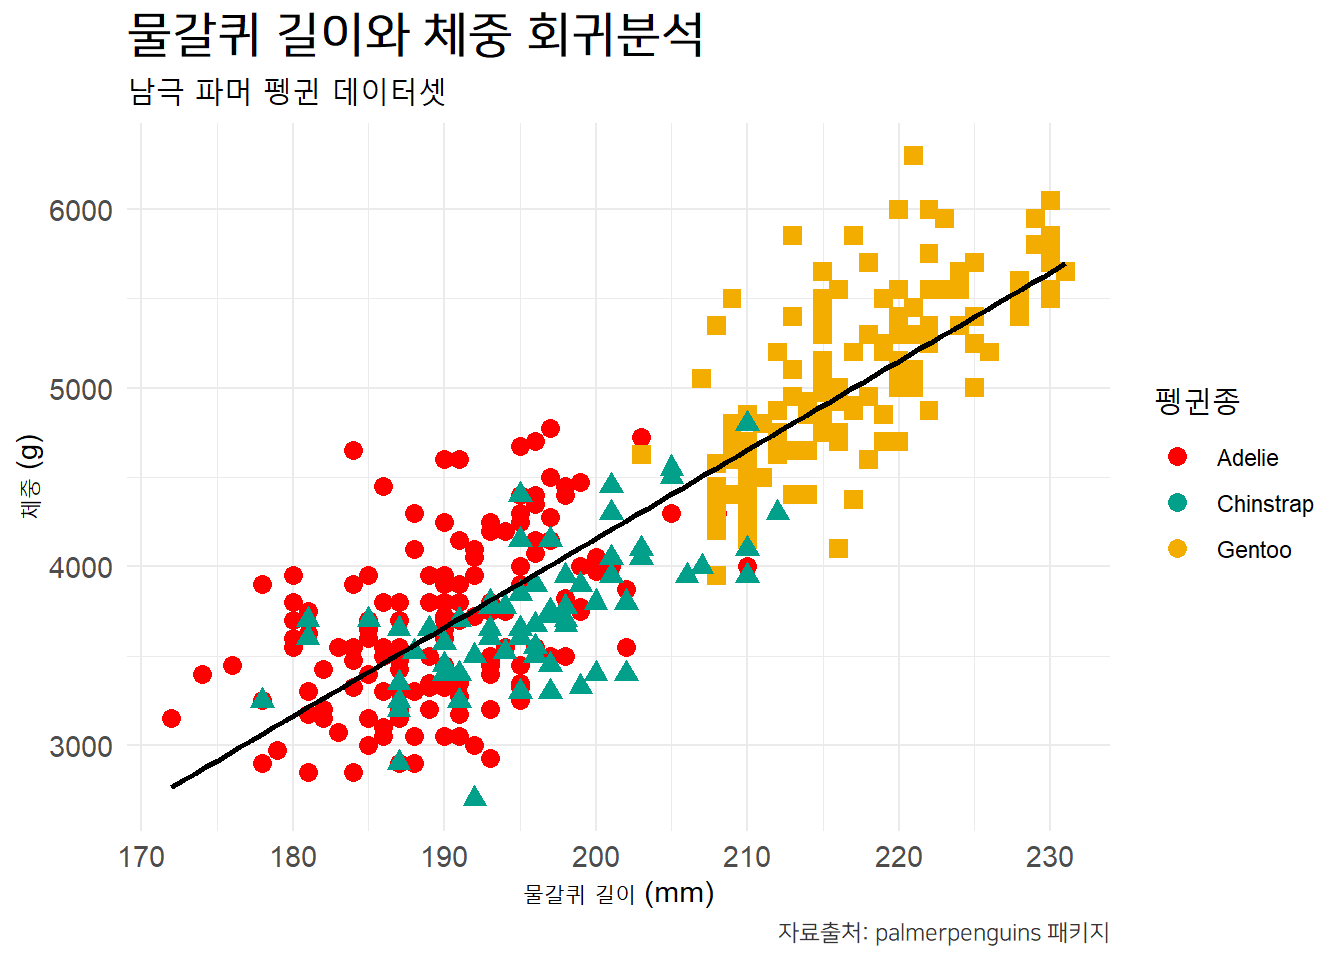 물갈퀴 길이와 체중 회귀분석
남극 파머 펭귄 데이터셋
6000
5000
4000
3000
체중 (g)
170 180 190 200 210 220 230
물갈퀴 길이 (mm)
펭귄종
Adelie
Chinstrap
Gentoo
자료출처: palmerpenguins 패키지